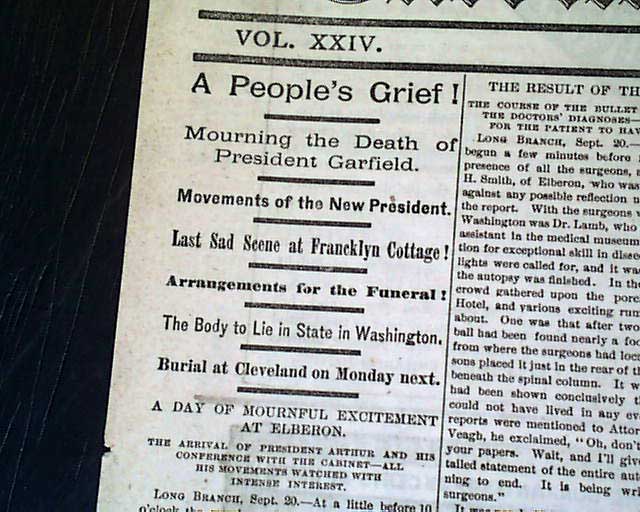 VOL. XXIV.
A People's Grief!
Mourning the Death of
President Garfield.
Movements of the New President.
Last Sad Scene at Francklyn Cottage!
Arrangements for the Funeral!
The Body to Lie in State in Washington.
Burial at Cleveland on Monday next.
A DAY OF MOURNFUL EXCITEMENT
AT ELBERON.
THE ARRIVAL OF PRESIDENT ARTHUR AND HIS
CONFERENCE WITH THE CABINET—ALL
HIS MOVEMENTS WATCHED WITH
INTENSE INTEREST.
LONG BRANCH, Sept. 20.—At a little before 10
o'clock the
THE RESULT OF TH
THE COURSE OF THE BULLET
THE DOCTORS' DIAGNOSES—
FOR THE PATIENT TO HAV
LONG BRANCH, Sept. 20.—
begun a few minutes before
presence of all the surgeons, a
H. Smith, of Elberon, who was
against any possible reflection
the report. With the surgeons
Washington was Dr. Lamb, who
assistant in the medical museum
tion for exceptional skill in disse
lights were called for, and it wa
the autopsy was finished. In the
crowd gathered upon the porc
Hotel, and various exciting rum
about. One was that after two
ball had been found nearly a foo
from where the surgeons had loc
sons placed it just in the rear of th
beneath the spinal column. It w
had been shown conclusively t
could not have lived in any ev
reports were mentioned to Attor
Veagh, he exclaimed, "Oh, don't
your papers. Wait, and I'll giv
tailed statement of the entire aut
ning to end. It is being wri
surgeons."
It was